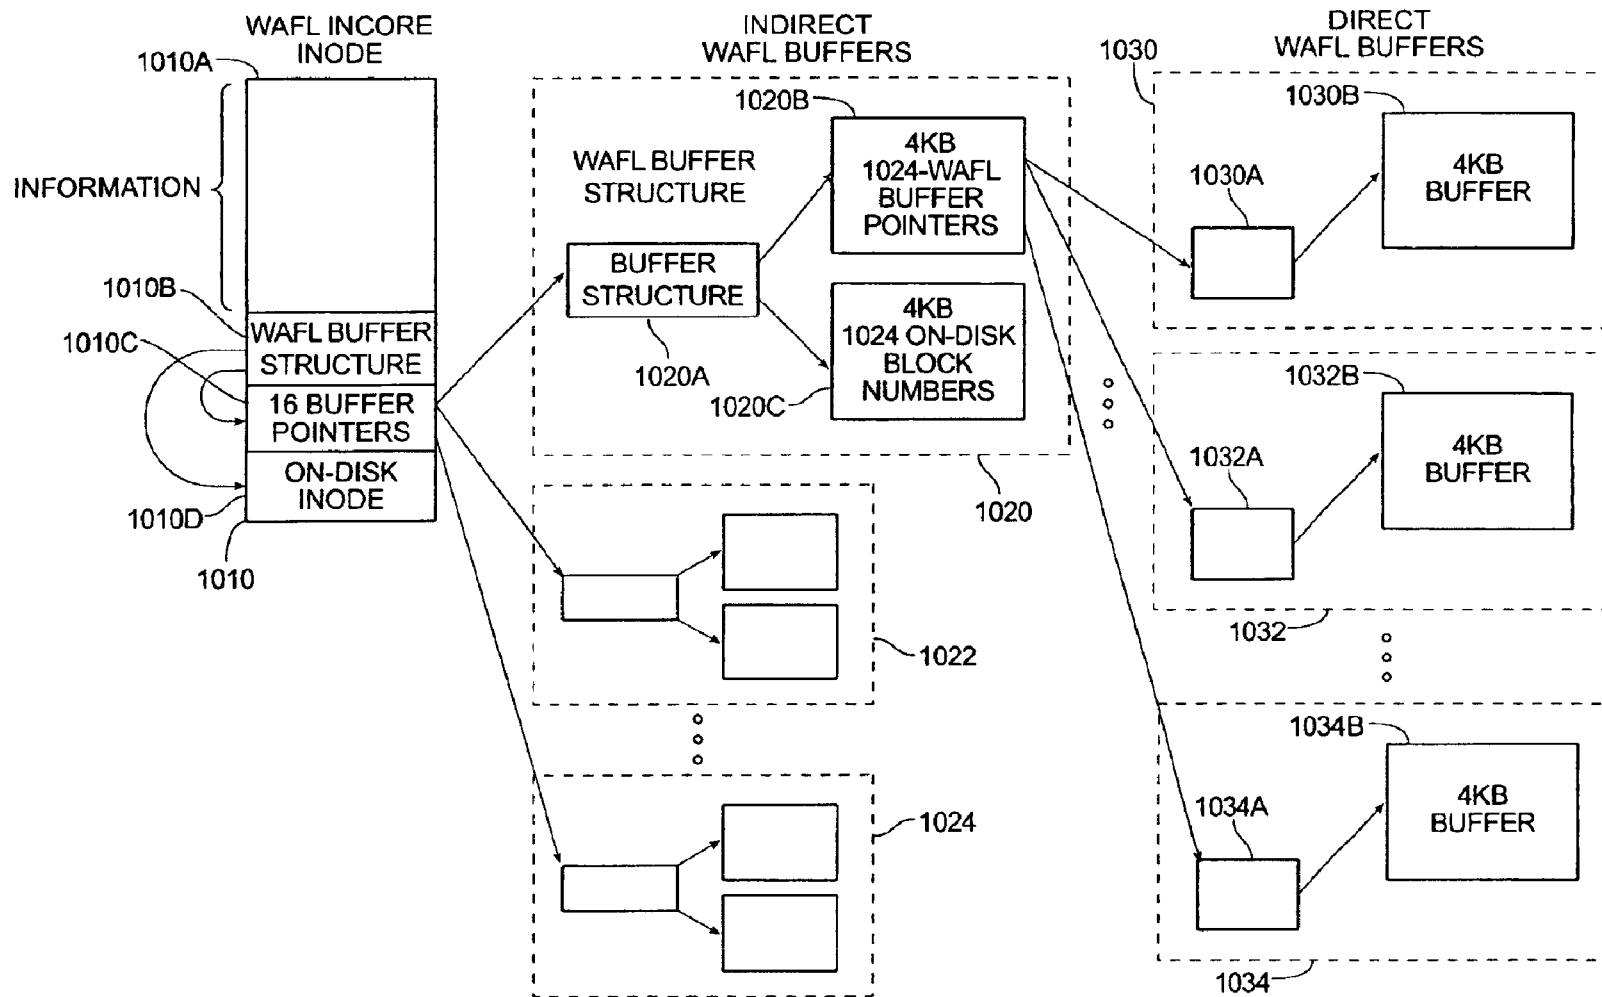 WAFL INCORE
INODE
1010A
INFORMATION
1010B
WAFL BUFFER
STRUCTURE
1010C
16 BUFFER
POINTERS
ON-DISK
INODE
1010D
1010
INDIRECT
WAFL BUFFERS
1020B
4KB
1024-WAFL
BUFFER
POINTERS
WAFL BUFFER
STRUCTURE
BUFFER
STRUCTURE
1020A
4KB
1024 ON-DISK
BLOCK
NUMBERS
1020C
1020
1022
1024
DIRECT
WAFL BUFFERS
1030
1030B
4KB
BUFFER
1030A
1032B
4KB
BUFFER
1032A
1032
1034B
4KB
BUFFER
1034A
1034